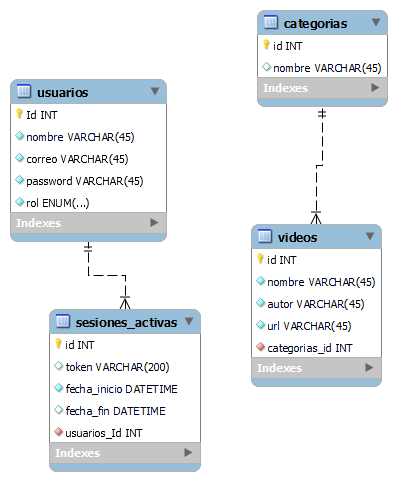 categorias
id INT
nombre VARCHAR(45)
Indexes
usuarios
Id INT
nombre VARCHAR(45)
correo VARCHAR(45)
password VARCHAR(45)
rol ENUM(...)
Indexes
videos
id INT
nombre VARCHAR(45)
autor VARCHAR(45)
url VARCHAR(45)
categorias_id INT
Indexes
sesiones_activas
id INT
token VARCHAR(200)
fecha_inicio DATETIME
fecha_fin DATETIME
usuarios_Id INT
Indexes